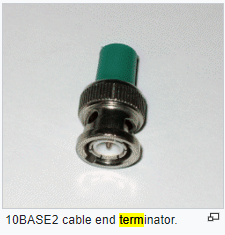 10BASE2 cable end terminator.